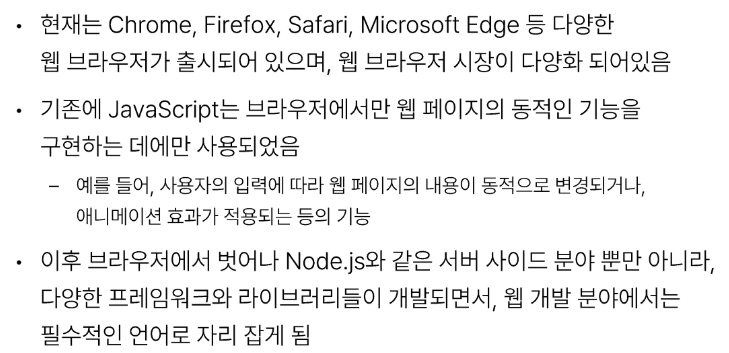 • 현재는 Chrome, Firefox, Safari, Microsoft Edge 등 다양한
웹 브라우저가 출시되어 있으며, 웹 브라우저 시장이 다양화 되어있음
• 기존에 JavaScript는 브라우저에서만 웹 페이지의 동적인 기능을
구현하는 데에만 사용되었음
– 예를 들어, 사용자의 입력에 따라 웹 페이지의 내용이 동적으로 변경되거나,
애니메이션 효과가 적용되는 등의 기능
• 이후 브라우저에서 벗어나 Node.js와 같은 서버 사이드 분야 뿐만 아니라,
다양한 프레임워크와 라이브러리들이 개발되면서, 웹 개발 분야에서는
필수적인 언어로 자리 잡게 됨